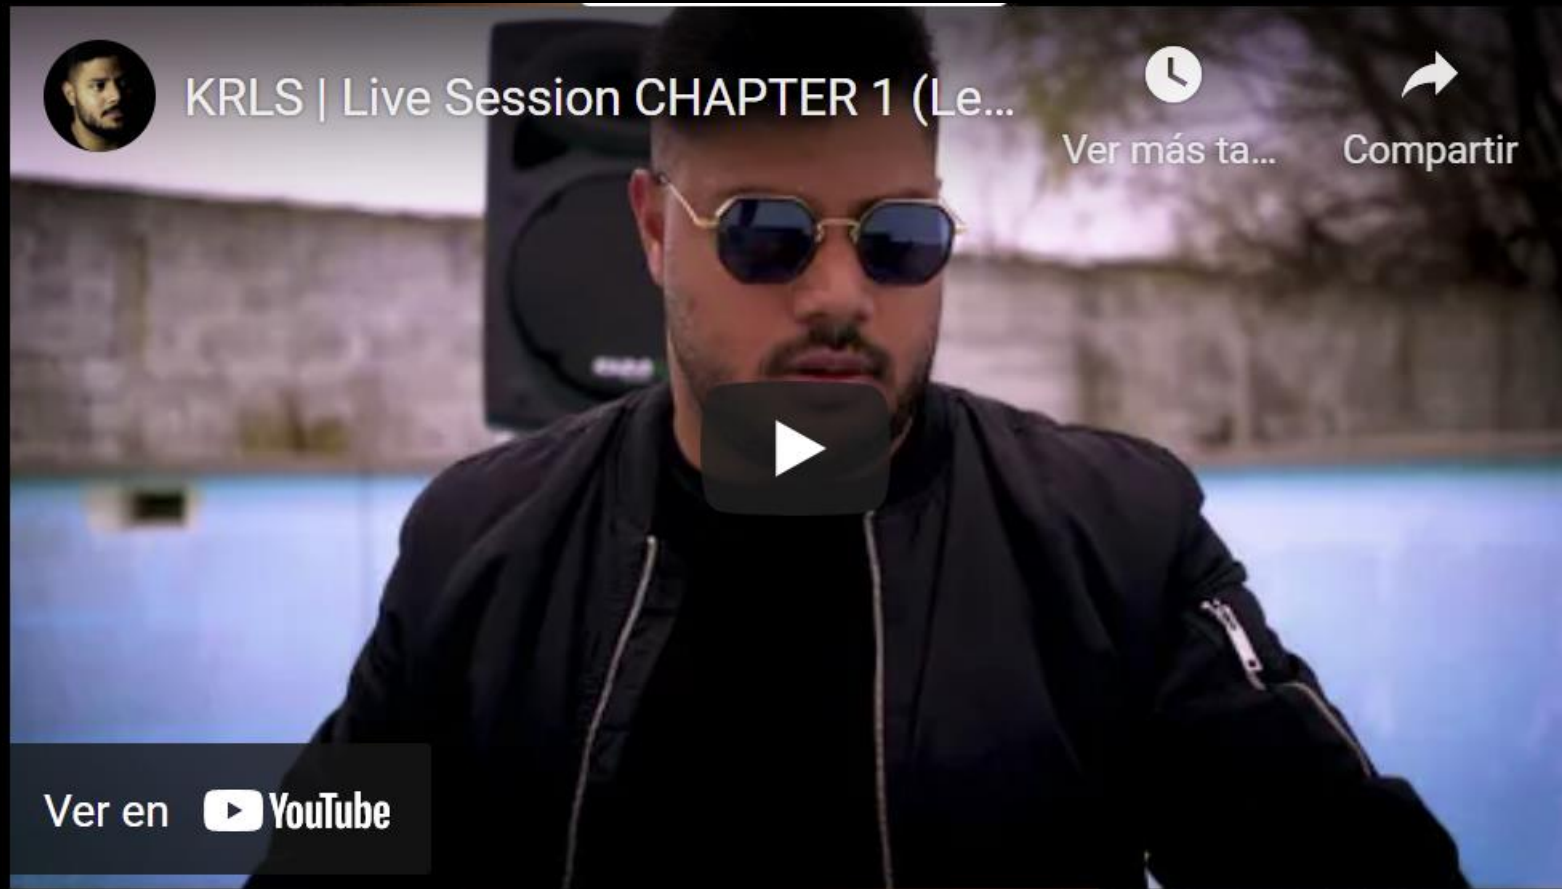 KRLS | Live Session CHAPTER 1 (Le...
Ver más ta...
Compartir
Ver en YouTube